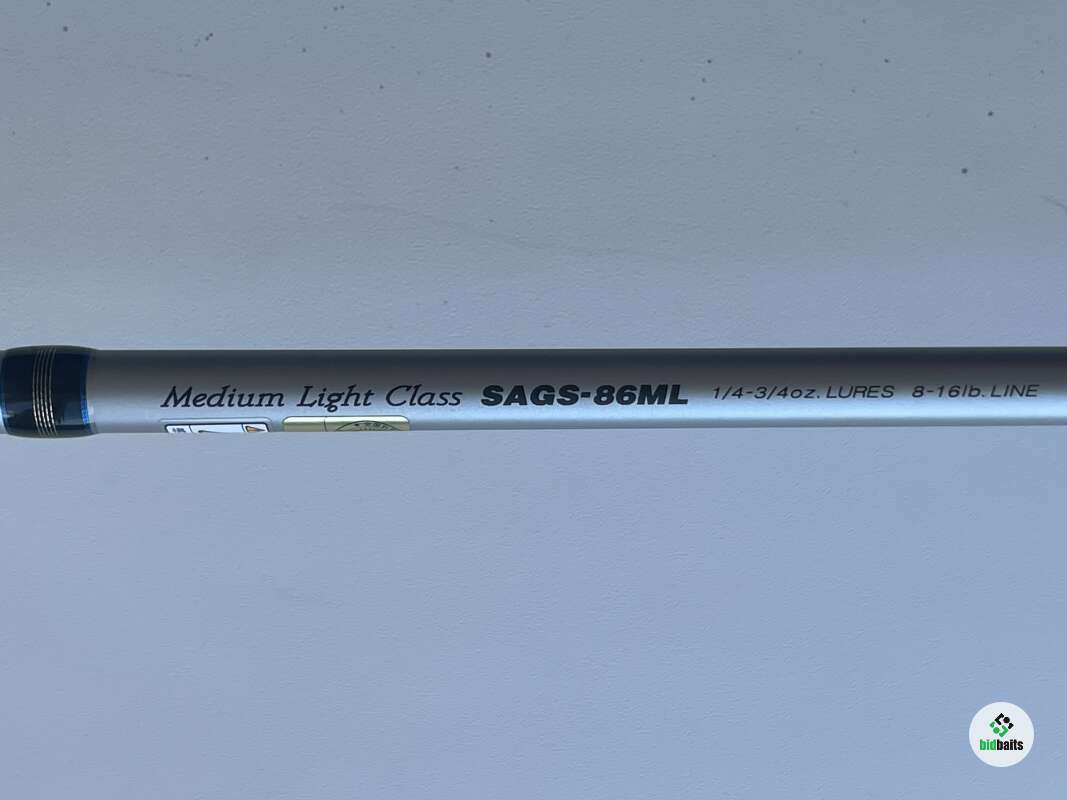 Medium Light Class SAGS-86ML 1/4-3/4oz. LURES 8-16lb. LINE
bidbaits